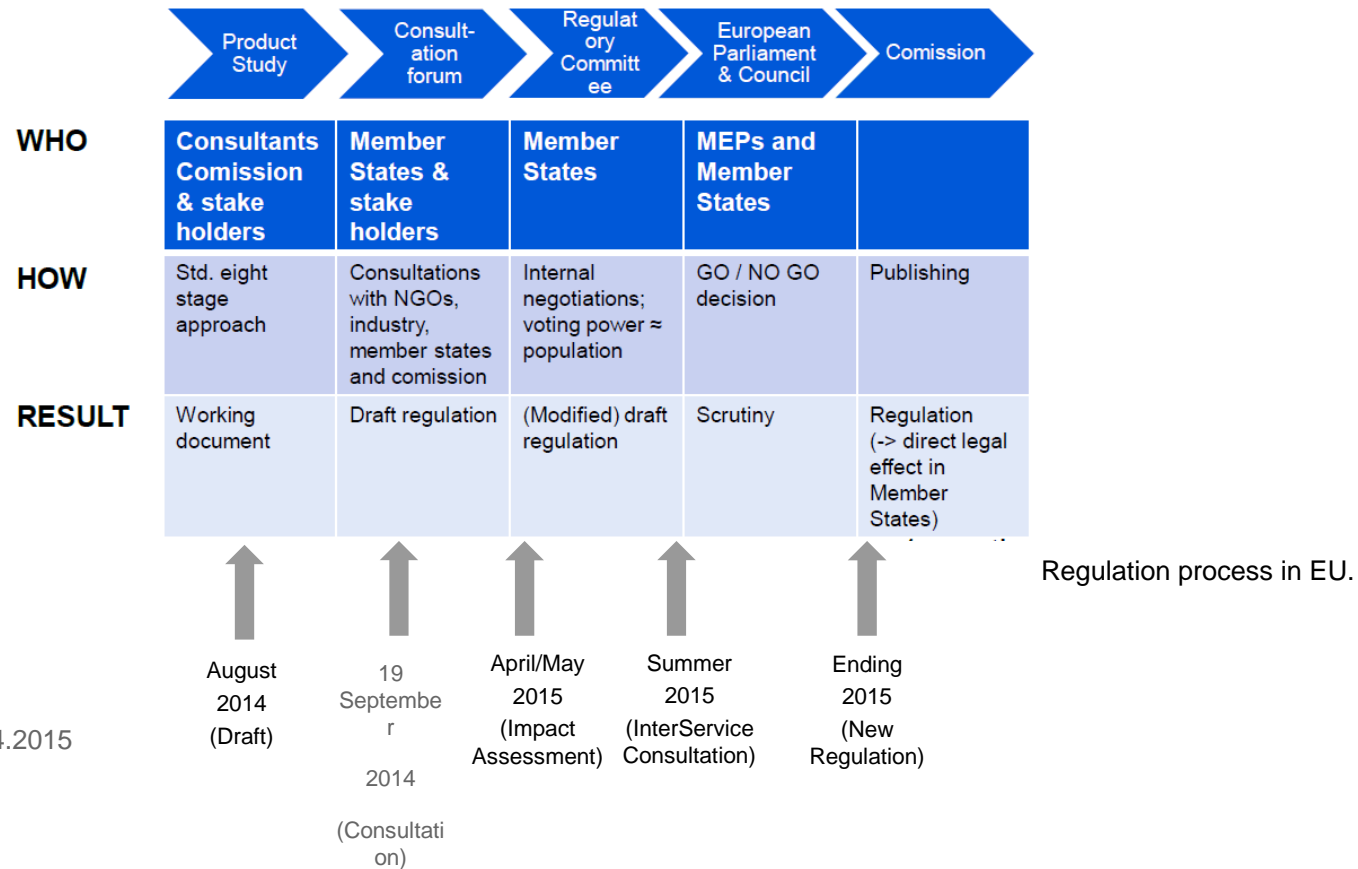 Product
Study
Consult-
ation
forum
Regulat
ory
Committ
ee
European
Parliament
& Council
Comission
WHO
Consultants
Comission
& stake
holders
Member
States &
stake
holders
Member
States
MEPs and
Member
States
HOW
Std. eight
stage
approach
Consultations
with NGOs,
industry,
member states
and comission
Internal
negotiations;
voting power ≈
population
GO / NO GO
decision
Publishing
RESULT
Working
document
Draft regulation
(Modified) draft
regulation
Scrutiny
Regulation
(-> direct legal
effect in
Member
States)
Regulation process in EU.
August
2014
(Draft)
19
Septembe
r
2014
(Consultati
on)
April/May
2015
(Impact
Assessment)
Summer
2015
(InterService
Consultation)
Ending
2015
(New
Regulation)
.2015